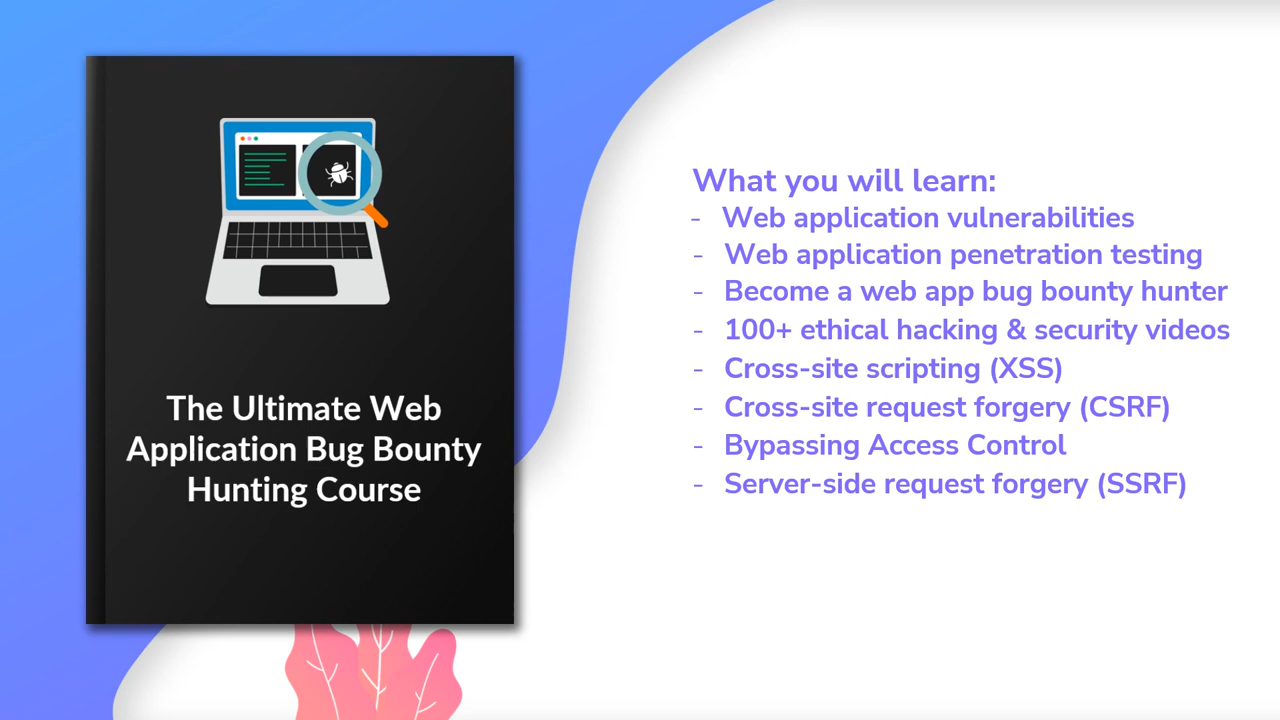 The Ultimate Web
Application Bug Bounty
Hunting Course
What you will learn:
- Web application vulnerabilities
- Web application penetration testing
- Become a web app bug bounty hunter
- 100+ ethical hacking & security videos
- Cross-site scripting (XSS)
- Cross-site request forgery (CSRF)
- Bypassing Access Control
- Server-side request forgery (SSRF)